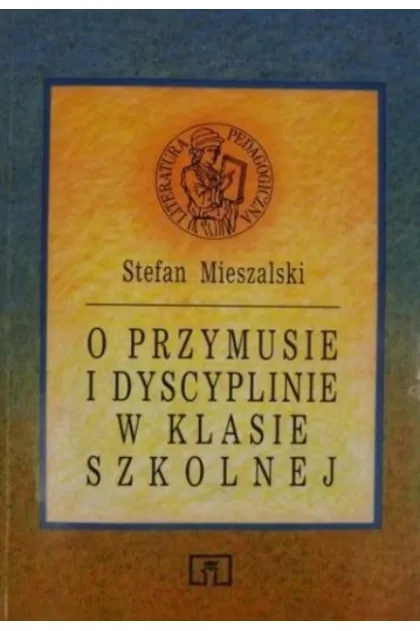 LITERATURA PEDAGOGICZNA
Stefan Mieszalski
O PRZYMUSIE
I DYSCYPLINIE
W KLASIE
SZKOLNEJ